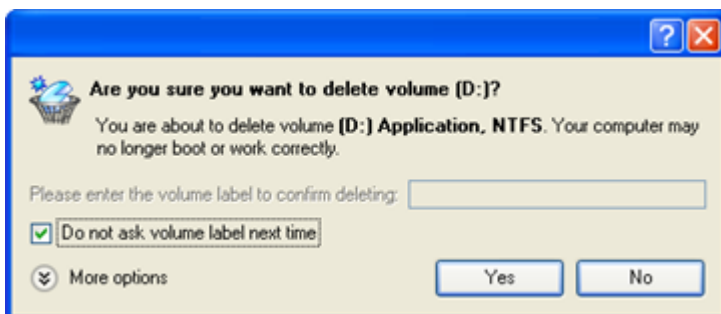 Are you sure you want to delete volume (D:)?
You are about to delete volume (D:) Application, NTFS. Your computer may
no longer boot or work correctly.
Please enter the volume label to confirm deleting:
Do not ask volume label next time
More options
Yes
No